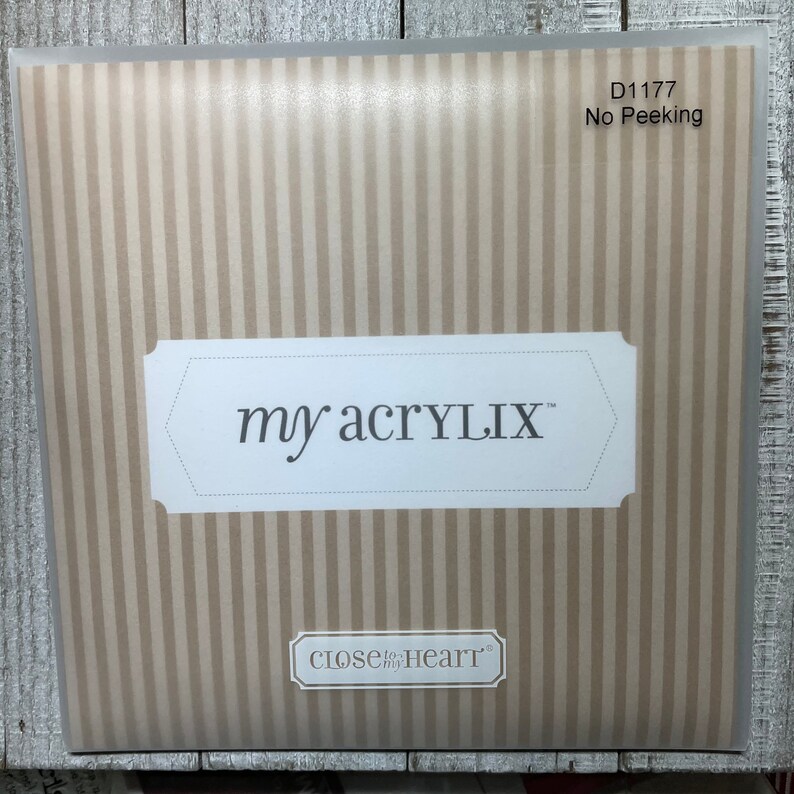 D1177
No Peeking
my acrylix™
CLOSE to my HEART®